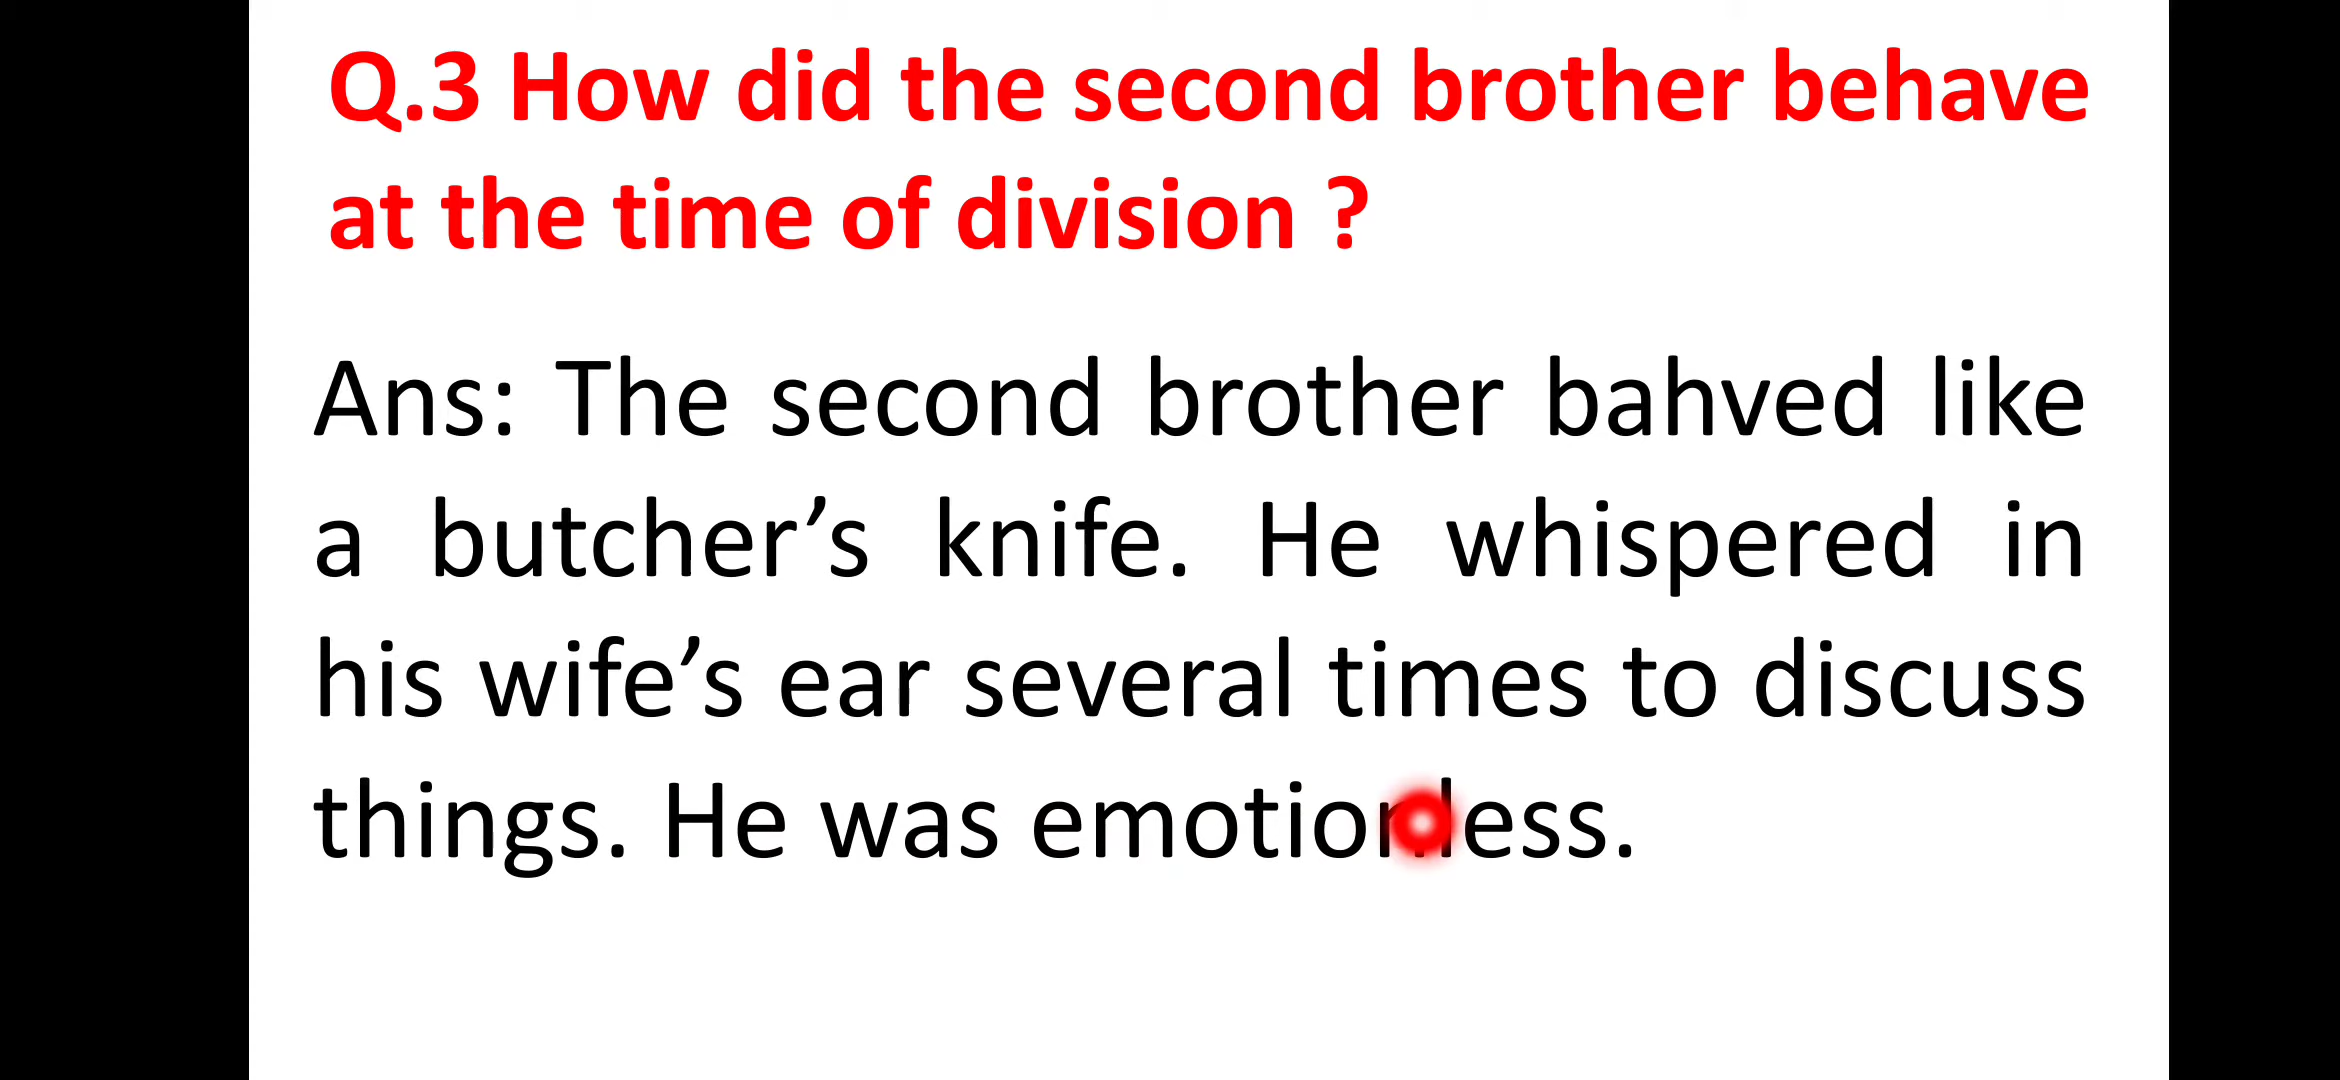 Q.3 How did the second brother behave
at the time of division ?
Ans: The second brother bahved like
a butcher’s knife. He whispered in
his wife’s ear several times to discuss
things. He was emotionless.